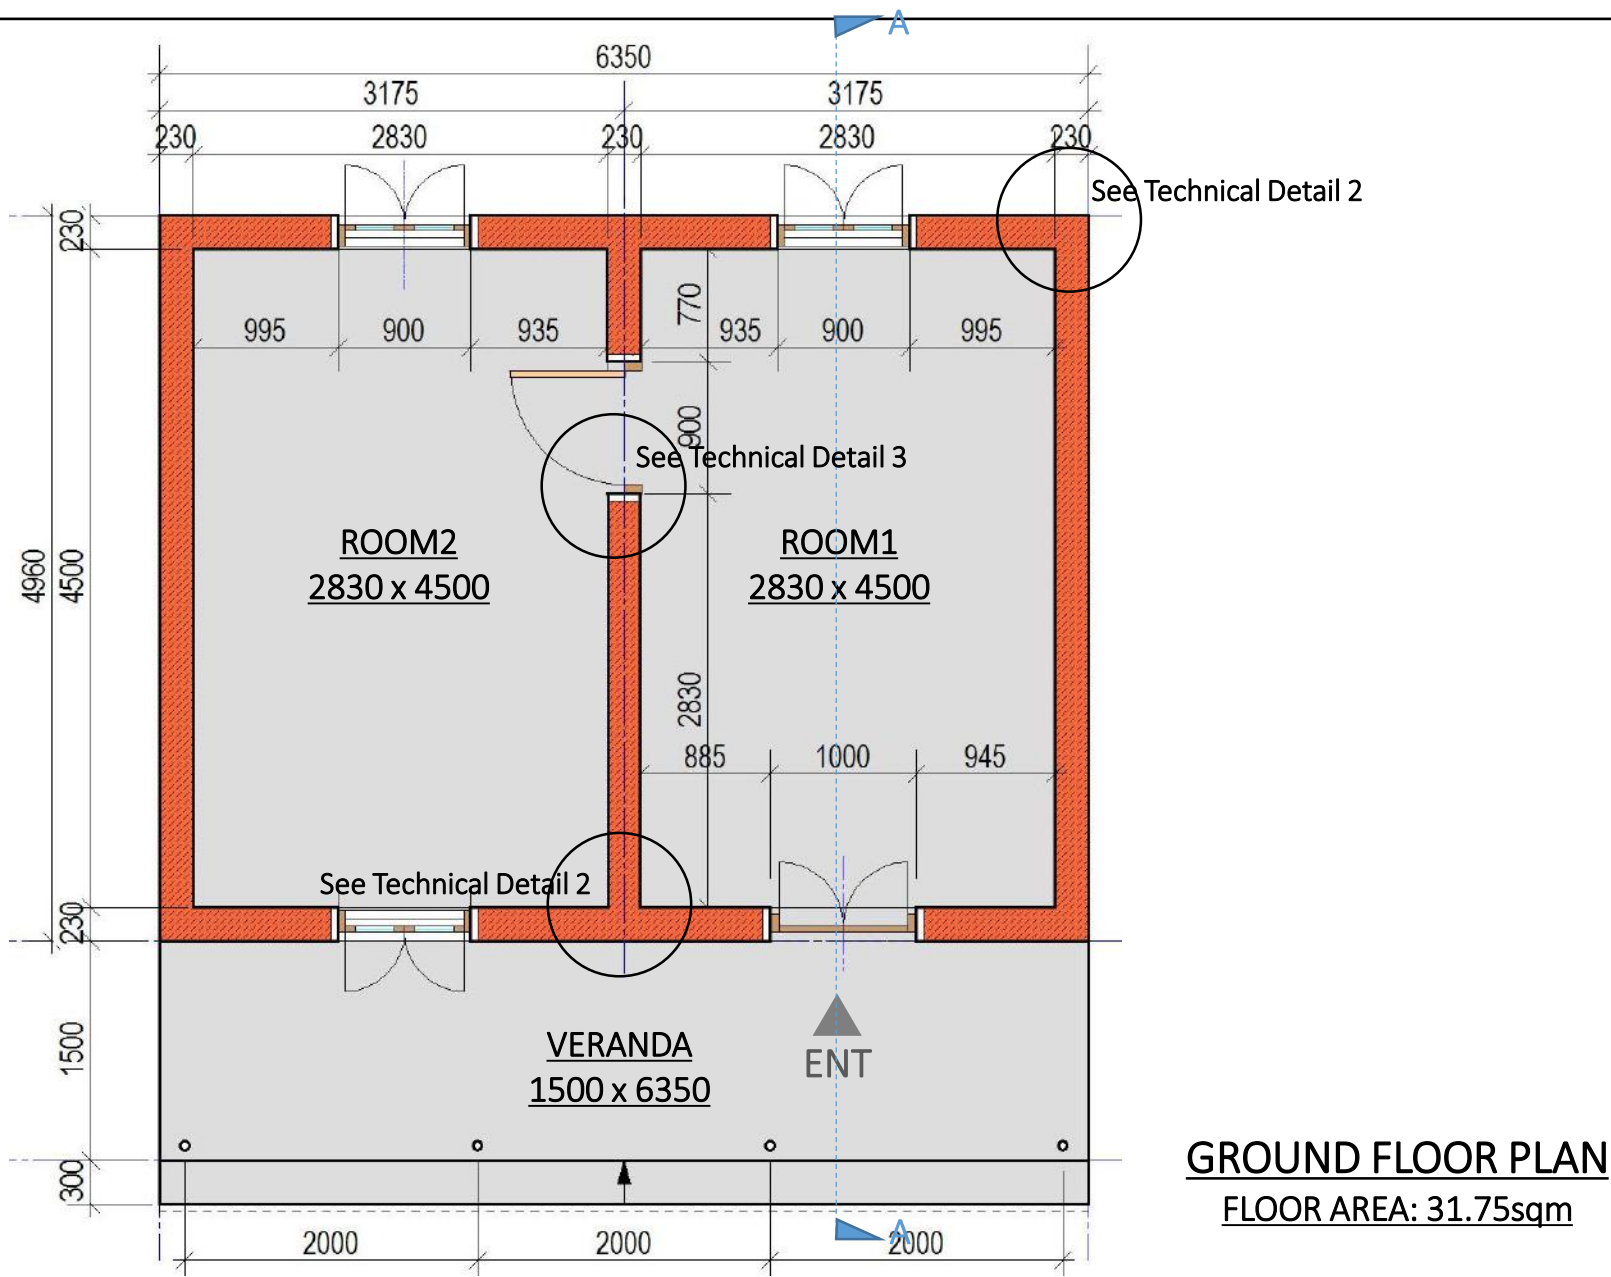 A
6350
3175 3175
230 2830 230 2830 230
See Technical Detail 2
230
770
995 900 935 935 900 995
900
See Technical Detail 3
ROOM2
2830 x 4500
ROOM1
2830 x 4500
4960
4500
2830
885 1000 945
See Technical Detail 2
230
1500
VERANDA
1500 x 6350
ENT
300
GROUND FLOOR PLAN
FLOOR AREA: 31.75sqm
A
2000 2000 2000